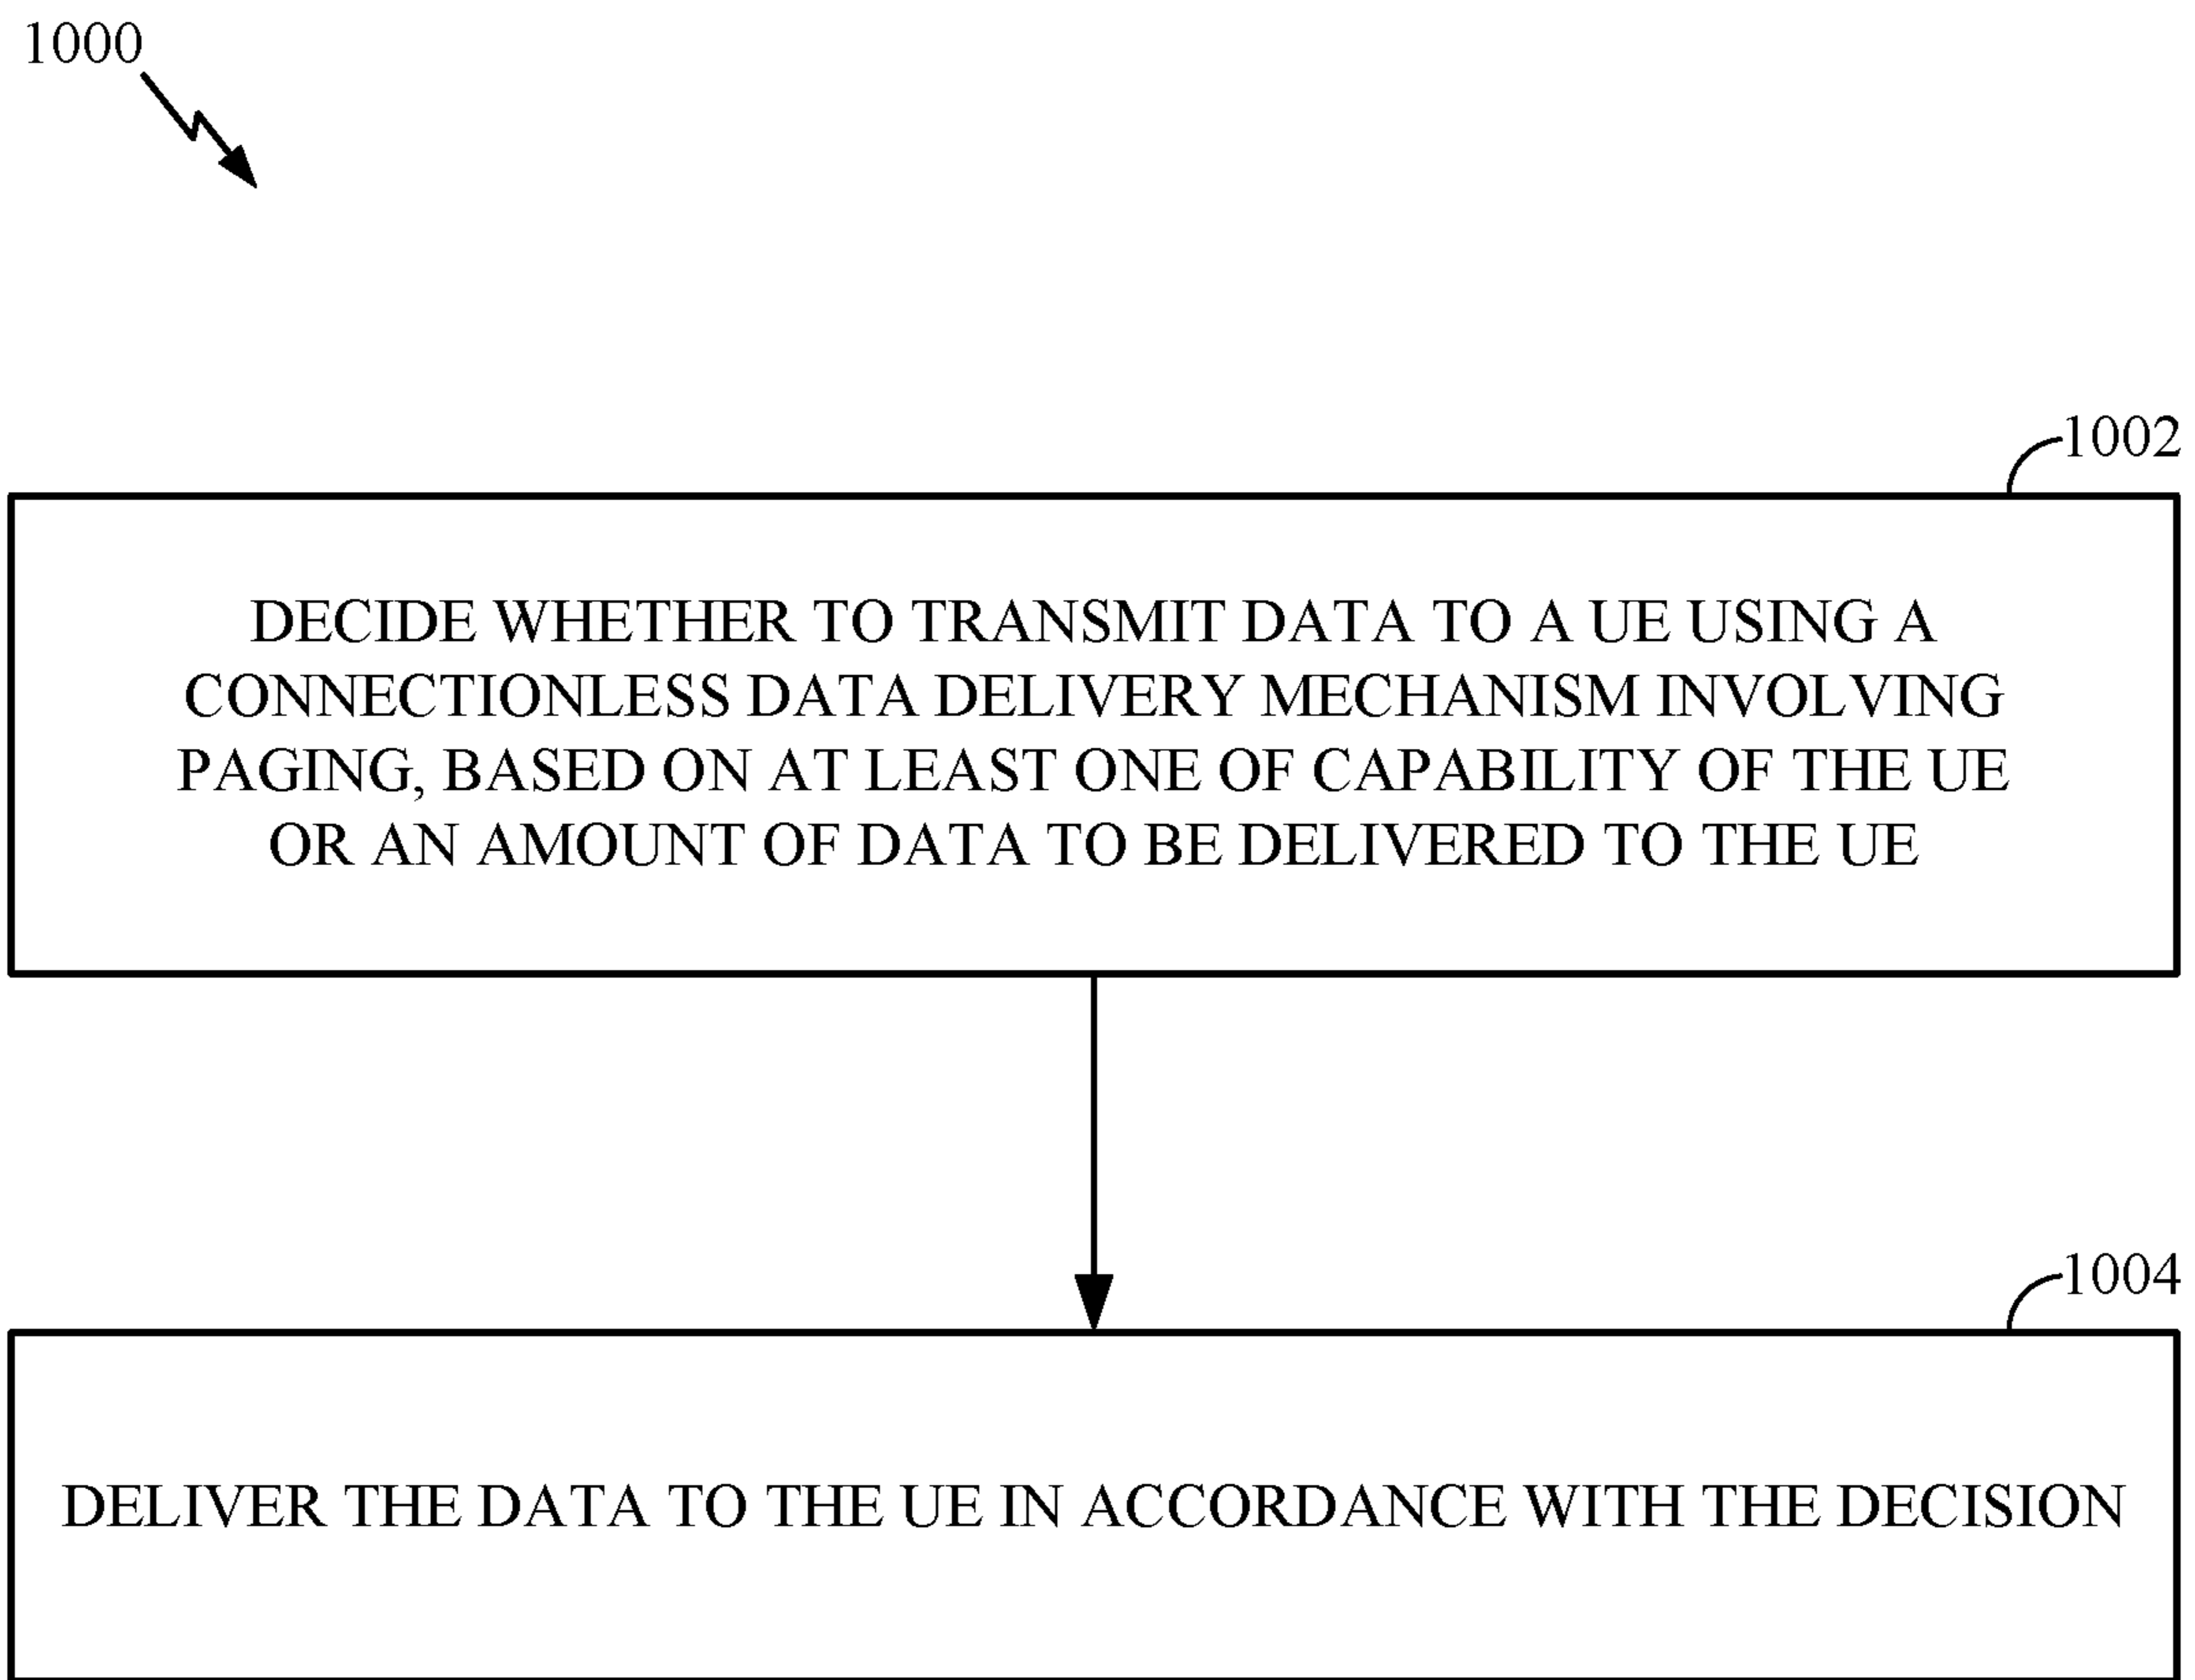 1000
1002
DECIDE WHETHER TO TRANSMIT DATA TO A UE USING A
CONNECTIONLESS DATA DELIVERY MECHANISM INVOLVING
PAGING, BASED ON AT LEAST ONE OF CAPABILITY OF THE UE
OR AN AMOUNT OF DATA TO BE DELIVERED TO THE UE
1004
DELIVER THE DATA TO THE UE IN ACCORDANCE WITH THE DECISION